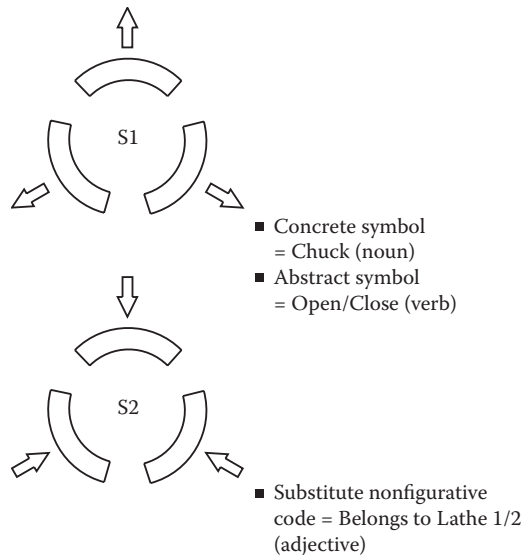 S1
■ Concrete symbol
= Chuck (noun)
■ Abstract symbol
= Open/Close (verb)
S2
■ Substitute nonfigurative
code = Belongs to Lathe 1/2
(adjective)